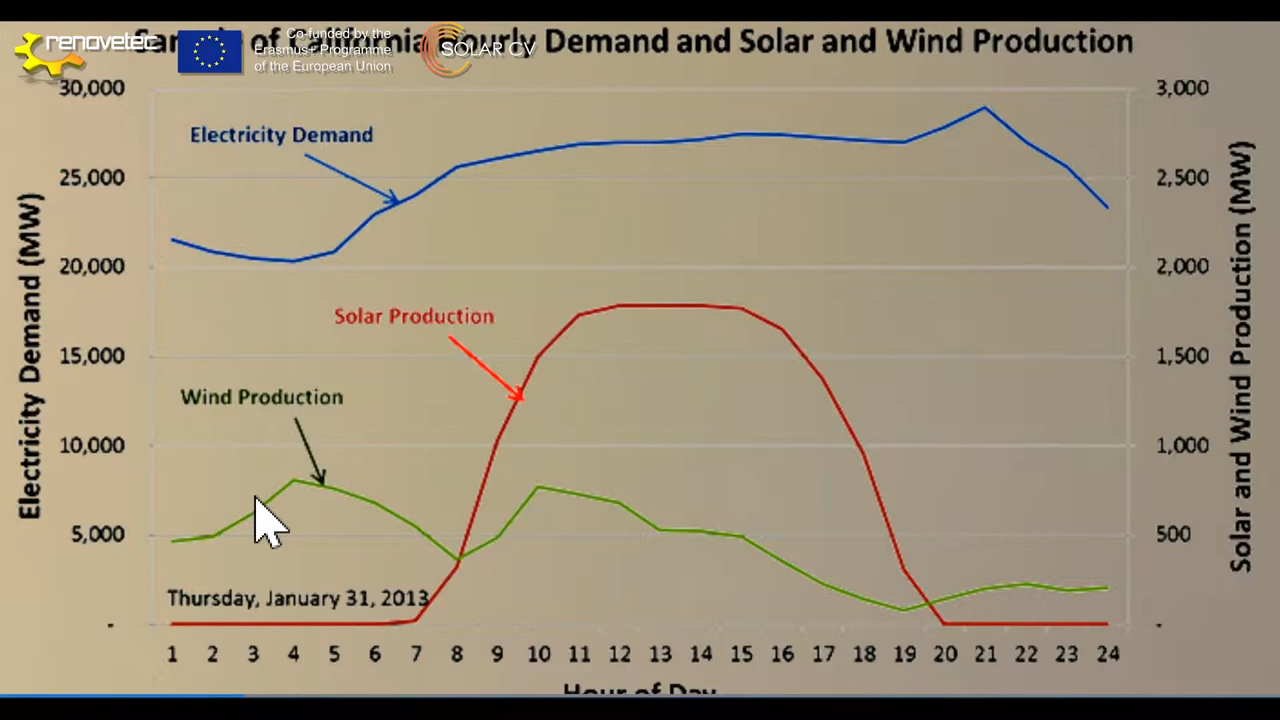 renovetec
Co-funded by the
Erasmus+ Programme
of the European Union
SOLAR CV
Demand and Solar and Wind Production
30,000
25,000
20,000
15,000
10,000
5,000
-
Electricity Demand (MW)
3,000
2,500
2,000
1,500
1,000
500
-
Solar and Wind Production (MW)
Electricity Demand
Solar Production
Wind Production
Thursday, January 31, 2013
1 2 3 4 5 6 7 8 9 10 11 12 13 14 15 16 17 18 19 20 21 22 23 24
Hour of Day